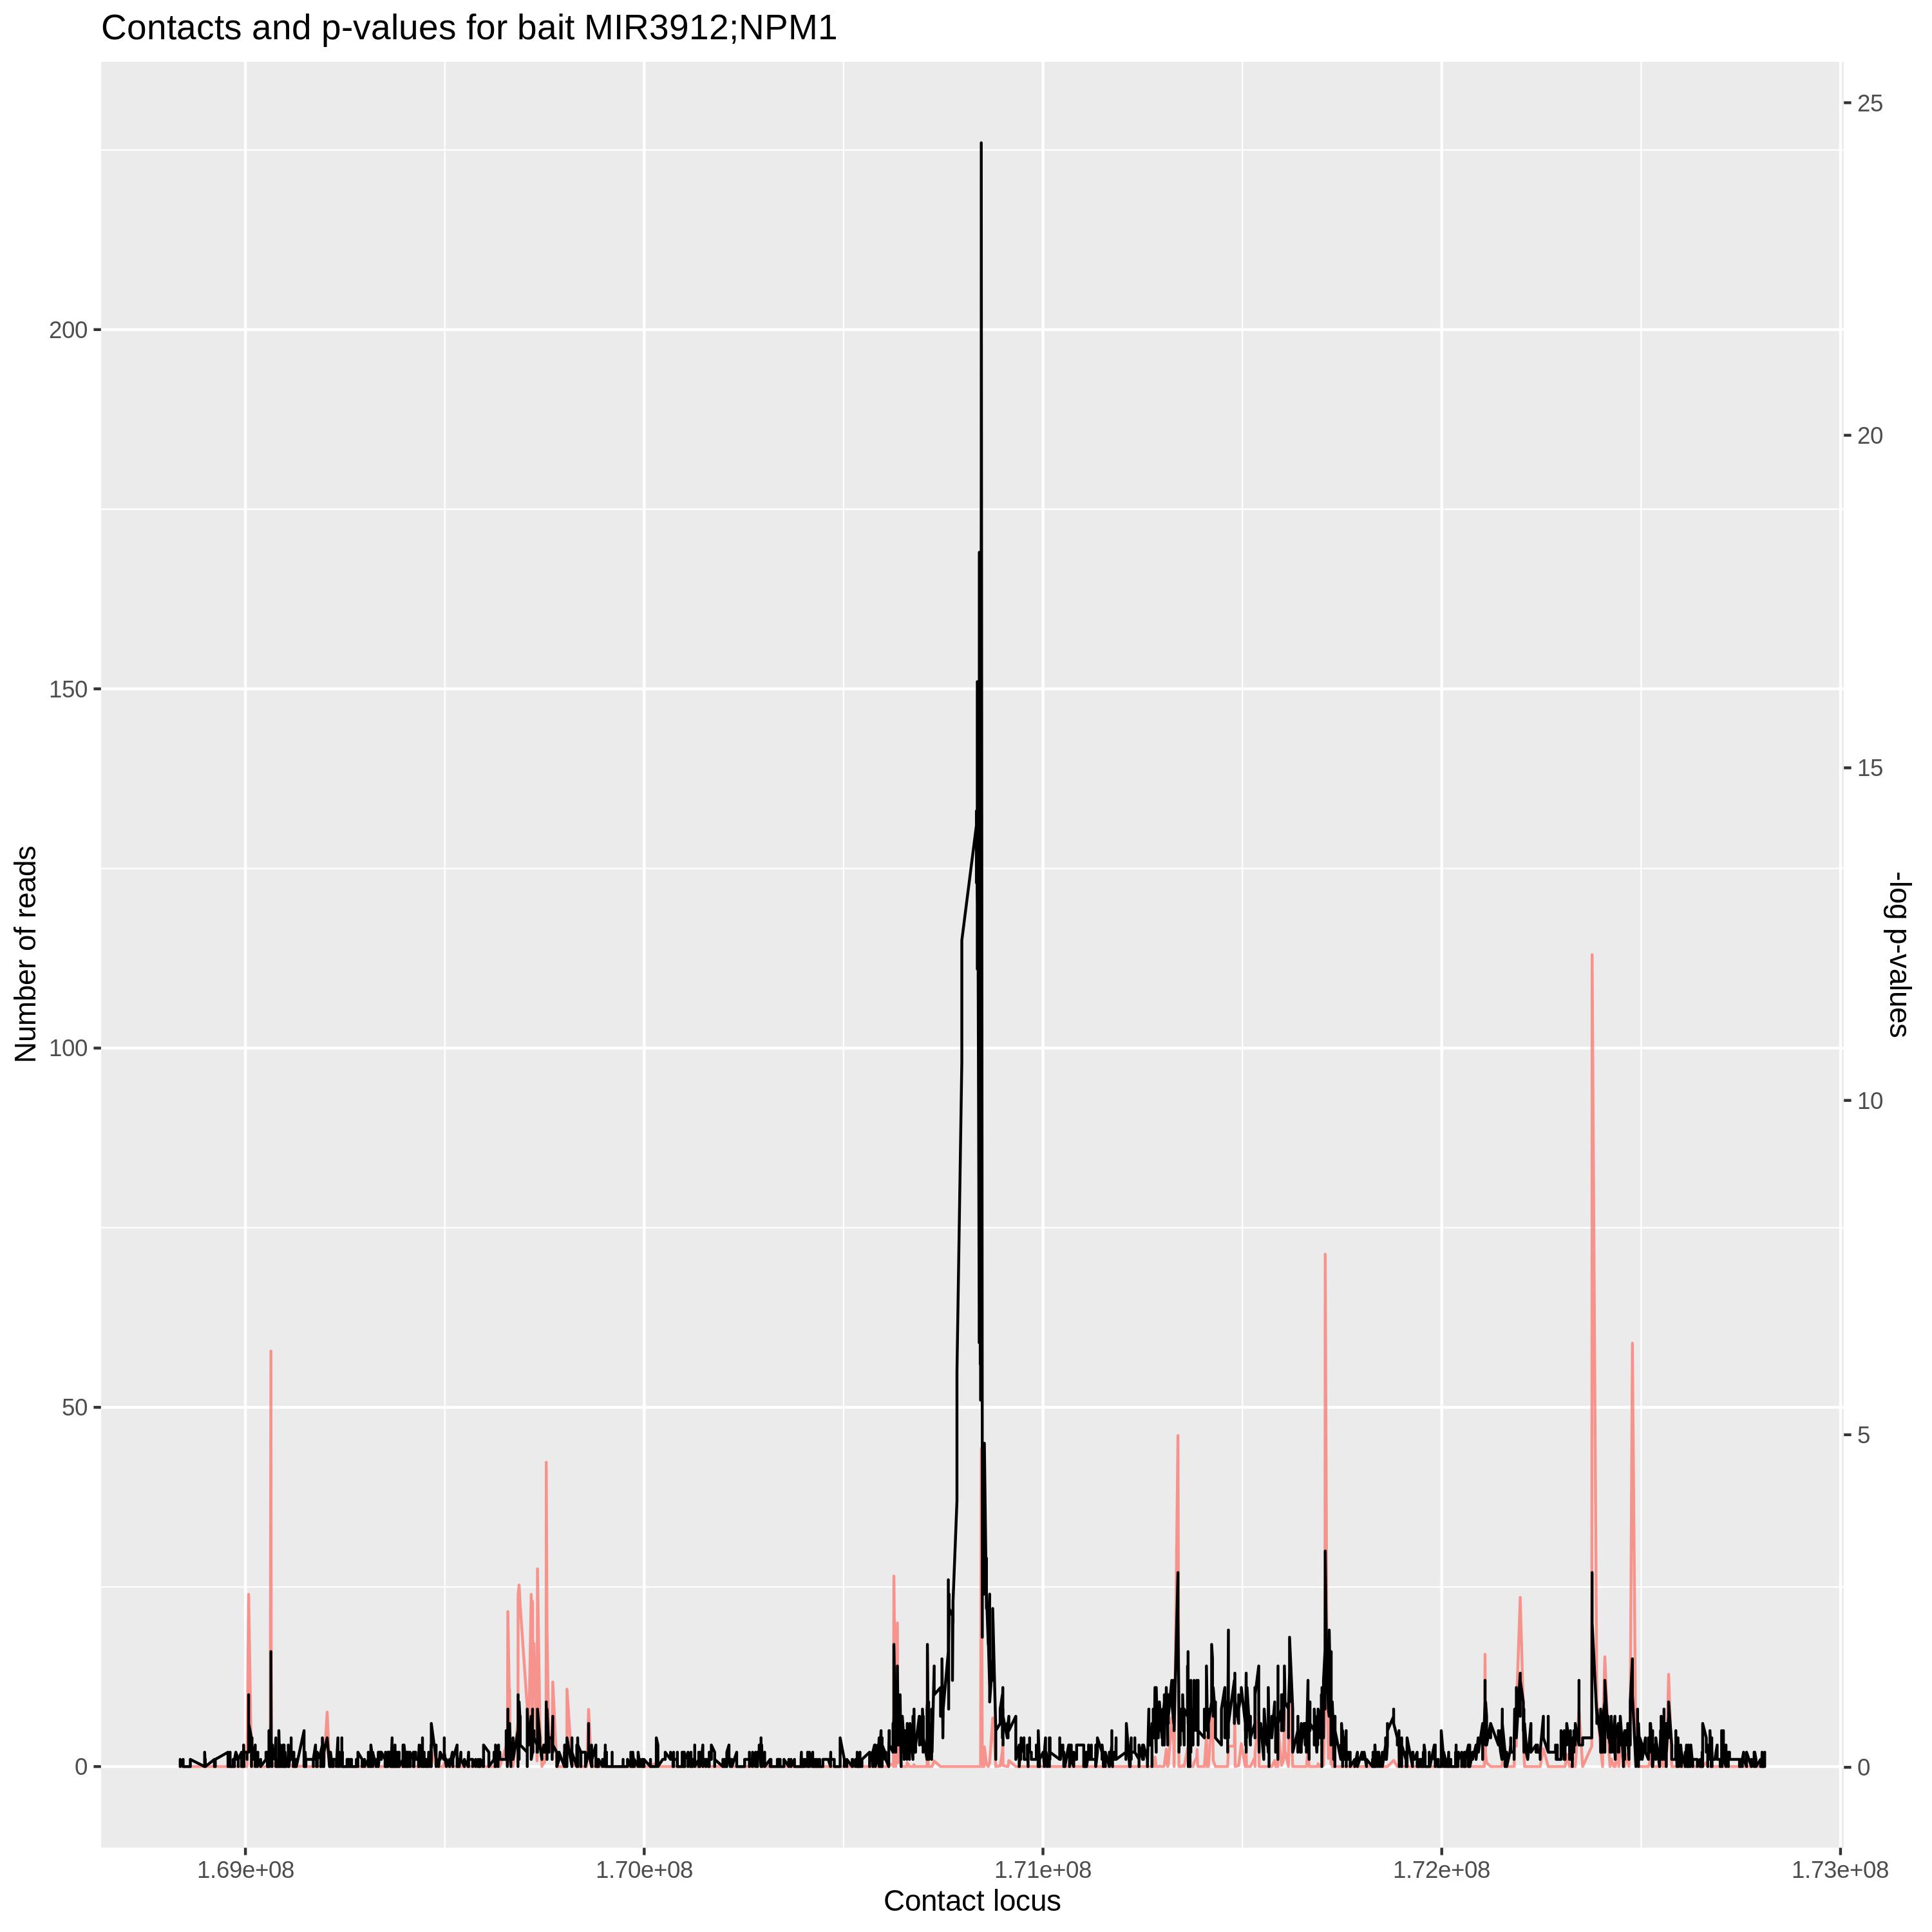 Contacts and p-values for bait MIR3912;NPM1
Number of reads
200
150
100
50
0
25
20
15
10
5
0
-log p-values
1.69e+08 1.70e+08 1.71e+08 1.72e+08 1.73e+08
Contact locus